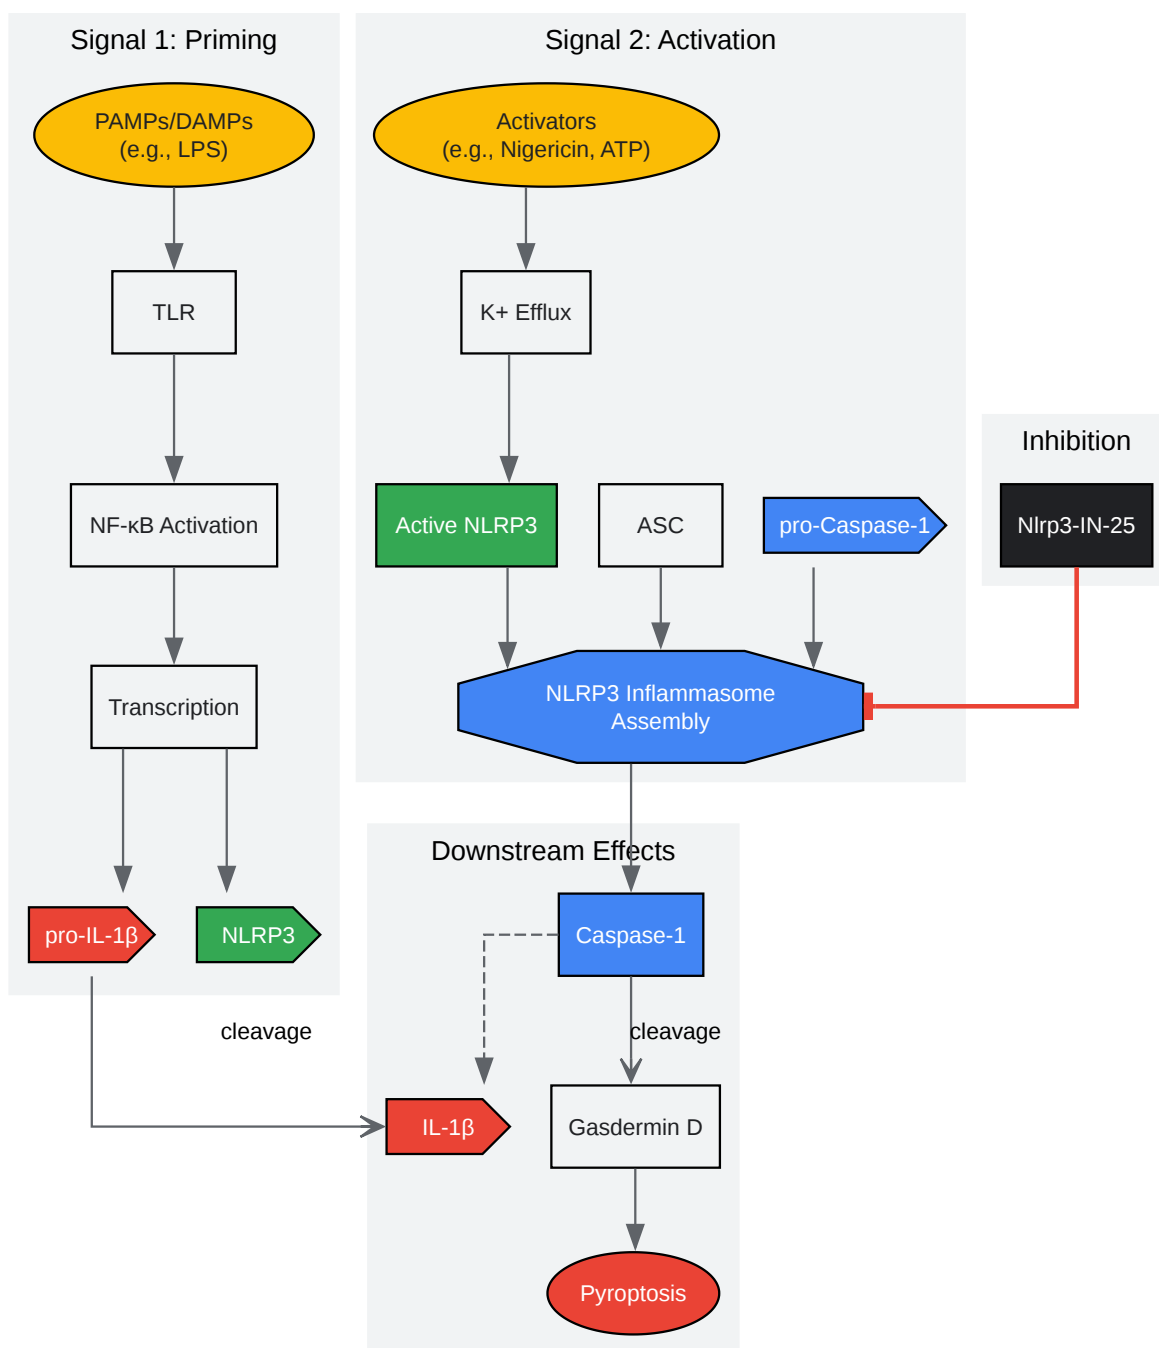 Signal 1: Priming
PAMPs/DAMPs
(e.g., LPS)
TLR
NF-κB Activation
Transcription
pro-IL-1β
NLRP3
cleavage
Signal 2: Activation
Activators
(e.g., Nigericin, ATP)
K+ Efflux
Active NLRP3
ASC
pro-Caspase-1
NLRP3 Inflammasome
Assembly
Inhibition
Nlrp3-IN-25
Downstream Effects
Caspase-1
cleavage
IL-1β
Gasdermin D
Pyroptosis